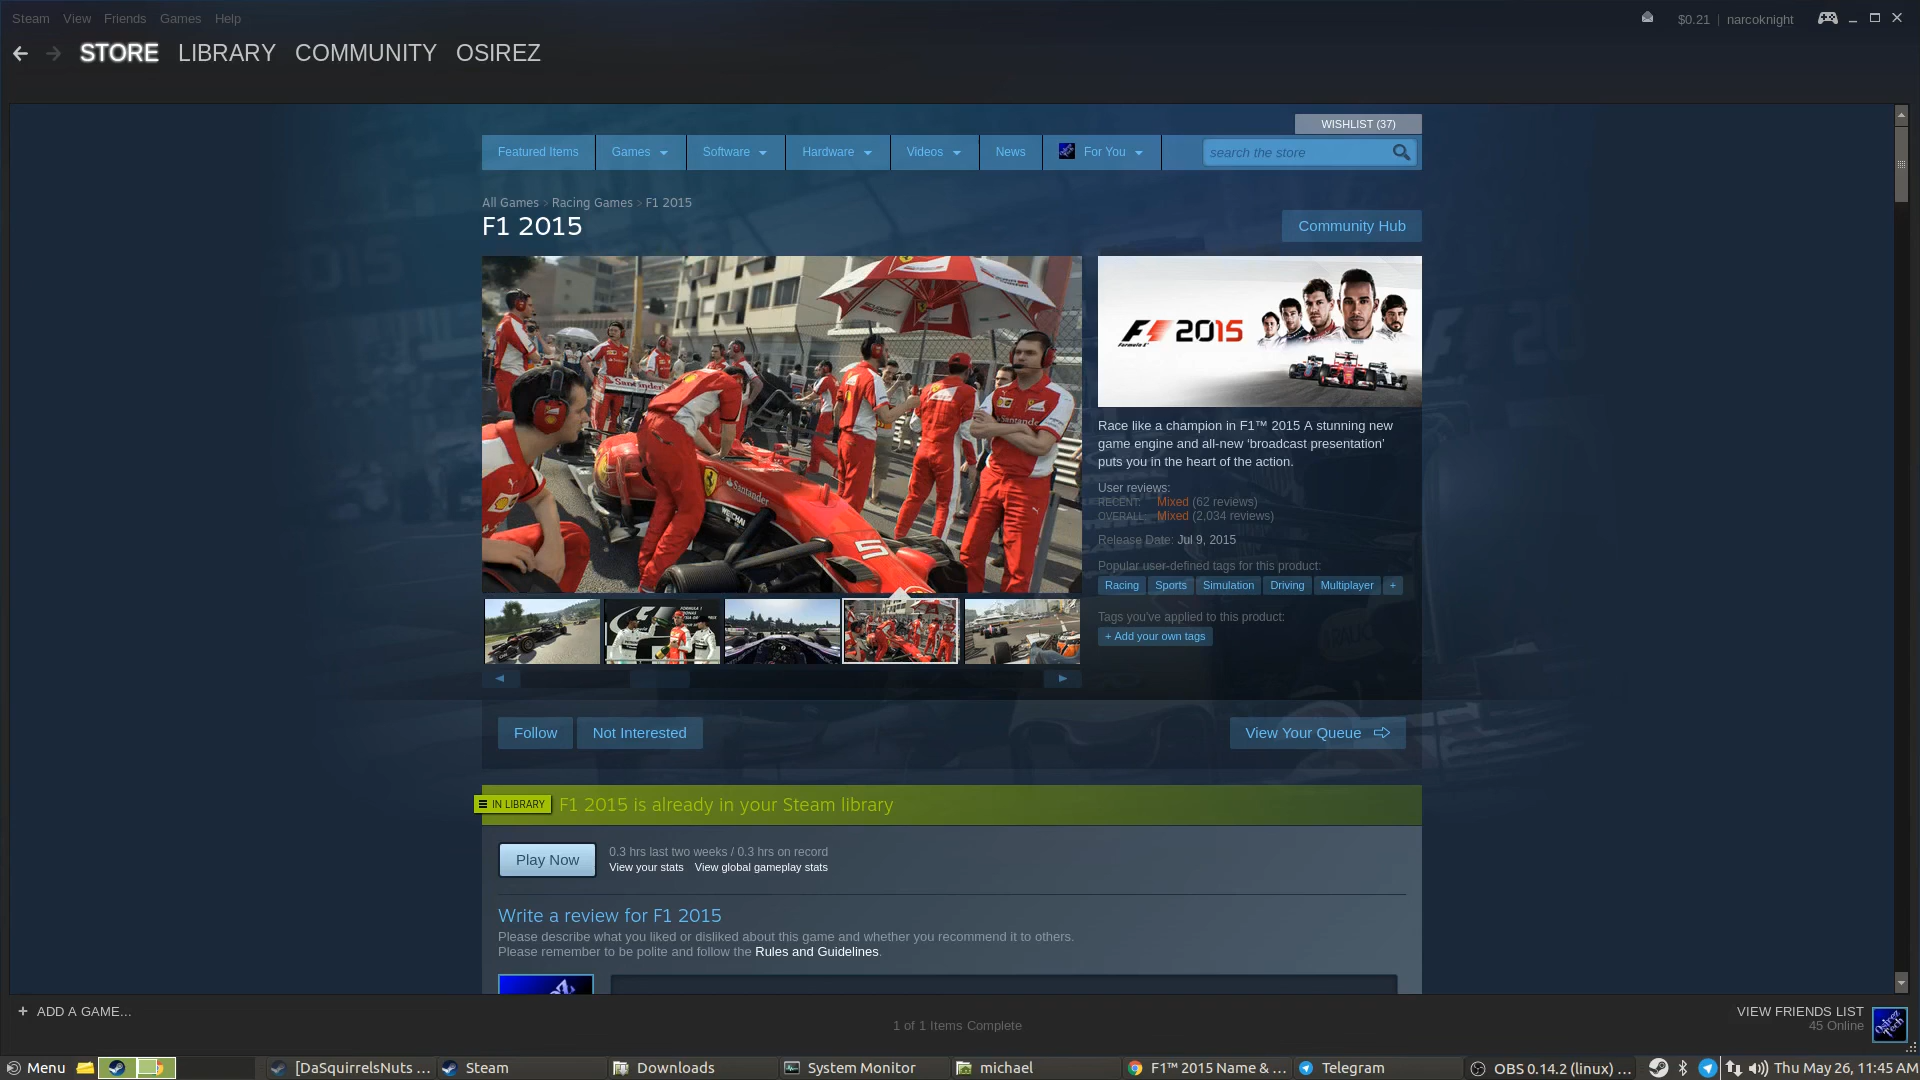 Steam View Friends Games Help
$0.21 | narcoknight
STORE LIBRARY COMMUNITY OSIREZ
WISHLIST (37)
Featured Items Games Software Hardware Videos News For You search the store
All Games > Racing Games > F1 2015
F1 2015
Community Hub
F1 2015
Formula 1
Santander
Santander
WEICHAI
5
Race like a champion in F1™ 2015 A stunning new
game engine and all-new ‘broadcast presentation’
puts you in the heart of the action.
User reviews:
RECENT: Mixed (62 reviews)
OVERALL: Mixed (2,034 reviews)
Release Date: Jul 9, 2015
Popular user-defined tags for this product:
Racing Sports Simulation Driving Multiplayer +
Tags you've applied to this product:
+ Add your own tags
Follow Not Interested View Your Queue
IN LIBRARY F1 2015 is already in your Steam library
Play Now
0.3 hrs last two weeks / 0.3 hrs on record
View your stats View global gameplay stats
Write a review for F1 2015
Please describe what you liked or disliked about this game and whether you recommend it to others.
Please remember to be polite and follow the Rules and Guidelines.
+ ADD A GAME...
1 of 1 Items Complete
VIEW FRIENDS LIST
45 Online
Osirez
Tech
Menu [DaSquirrelsNuts ... Steam Downloads System Monitor michael F1™ 2015 Name & ... Telegram OBS 0.14.2 (linux) ... Thu May 26, 11:45 AM